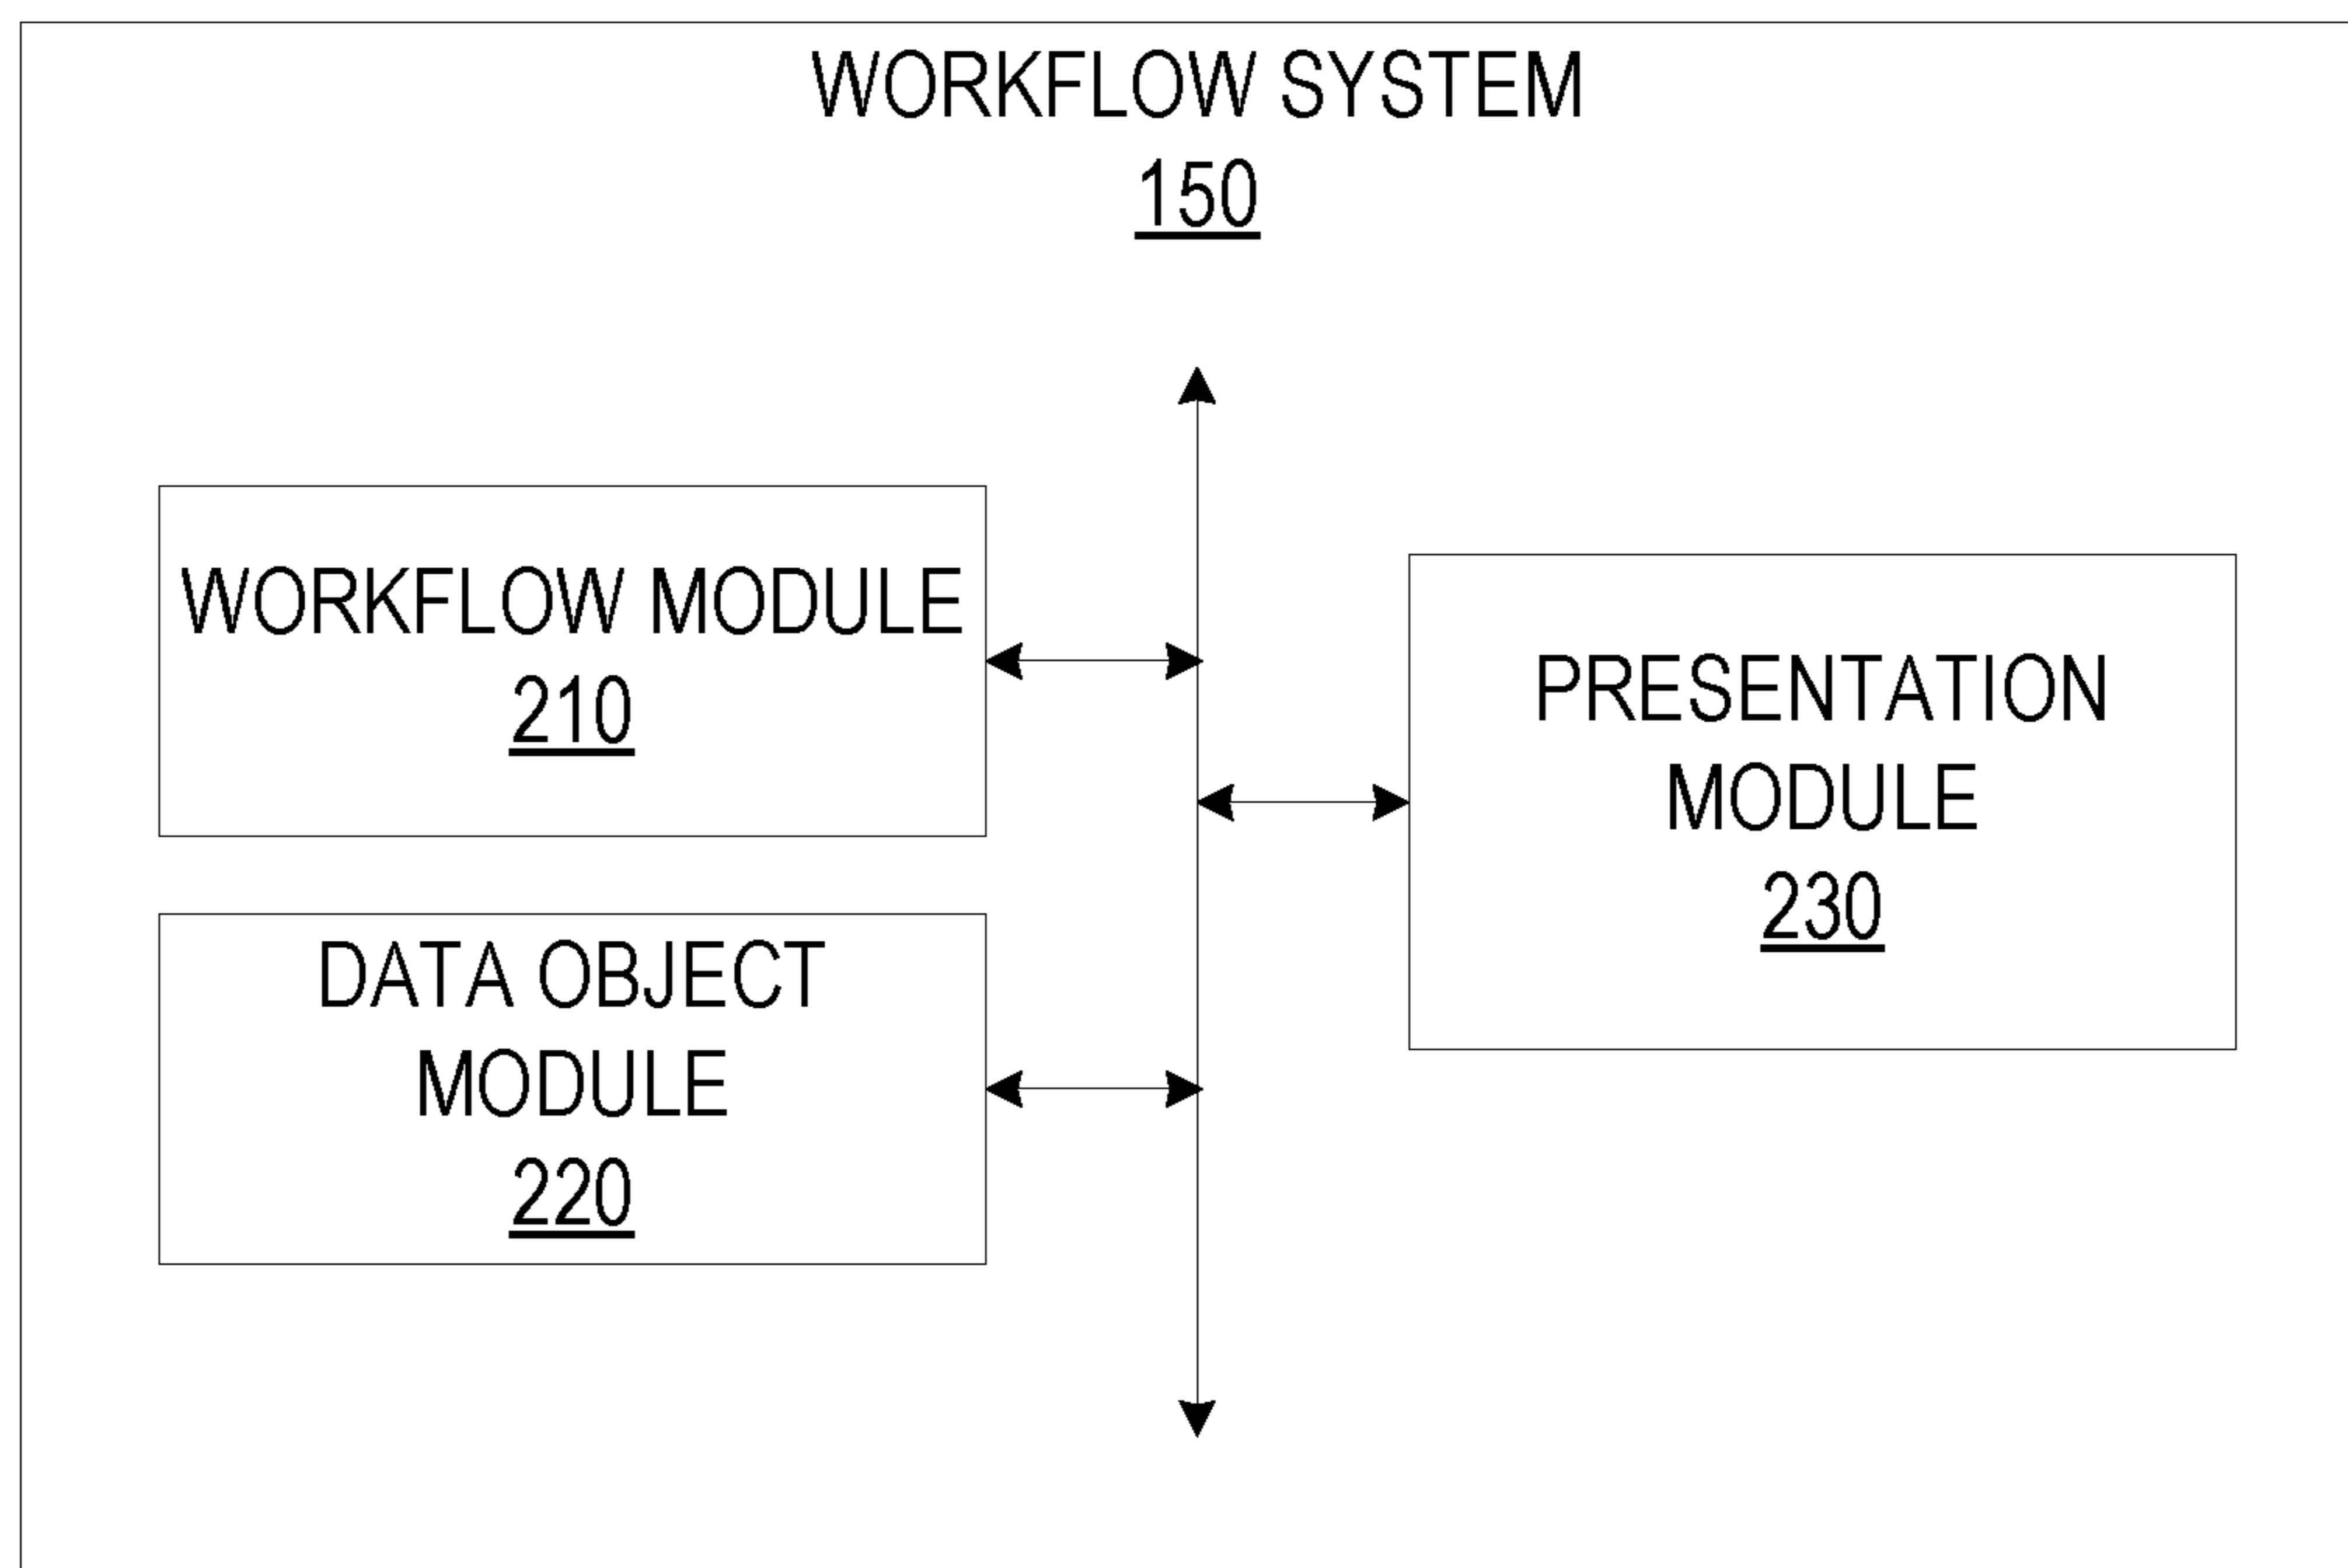 WORKFLOW SYSTEM
150
WORKFLOW MODULE
210
DATA OBJECT
MODULE
220
PRESENTATION
MODULE
230